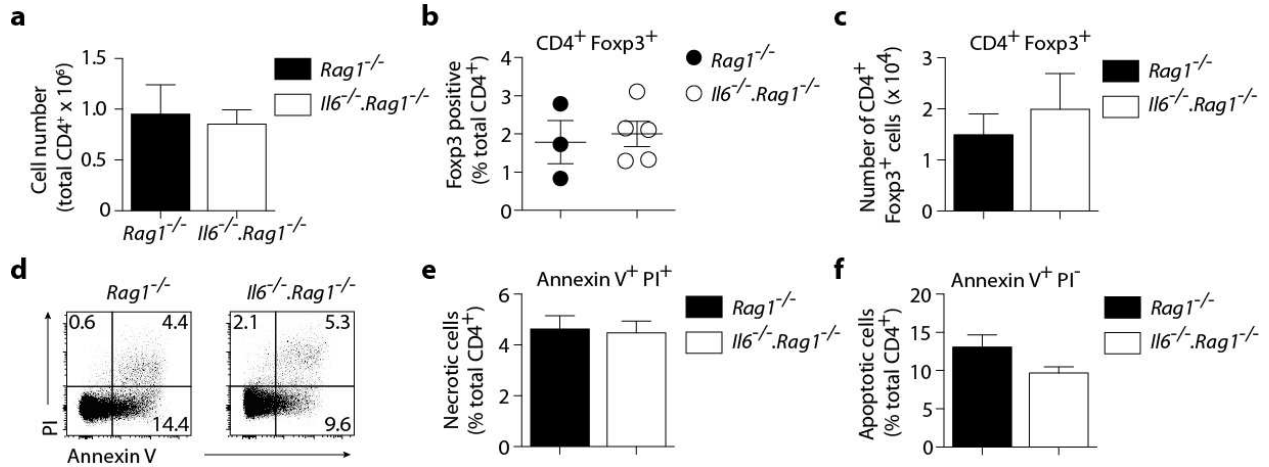 a
Cell number
(total CD4⁺ x 10⁶)
1.5
1.0
0.5
0
Rag1⁻/⁻
Il6⁻/⁻.Rag1⁻/⁻
Rag1⁻/⁻ Il6⁻/⁻.Rag1⁻/⁻
b
CD4⁺ Foxp3⁺
Foxp3 positive
(% total CD4⁺)
4
3
2
1
0
Rag1⁻/⁻
Il6⁻/⁻.Rag1⁻/⁻
c
CD4⁺ Foxp3⁺
Number of CD4⁺
Foxp3⁺ cells (x 10⁴)
3
2
1
0
Rag1⁻/⁻
Il6⁻/⁻.Rag1⁻/⁻
d
Rag1⁻/⁻ Il6⁻/⁻.Rag1⁻/⁻
0.6 4.4
14.4
2.1 5.3
9.6
PI
Annexin V
e
Annexin V⁺ PI⁺
Necrotic cells
(% total CD4⁺)
6
4
2
0
Rag1⁻/⁻
Il6⁻/⁻.Rag1⁻/⁻
f
Annexin V⁺ PI⁻
Apoptotic cells
(% total CD4⁺)
20
15
10
5
0
Rag1⁻/⁻
Il6⁻/⁻.Rag1⁻/⁻